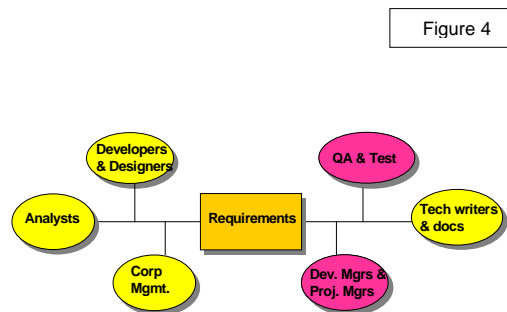 Figure 4
Developers
& Designers
QA & Test
Analysts
Requirements
Tech writers
& docs
Corp
Mgmt.
Dev. Mgrs &
Proj. Mgrs